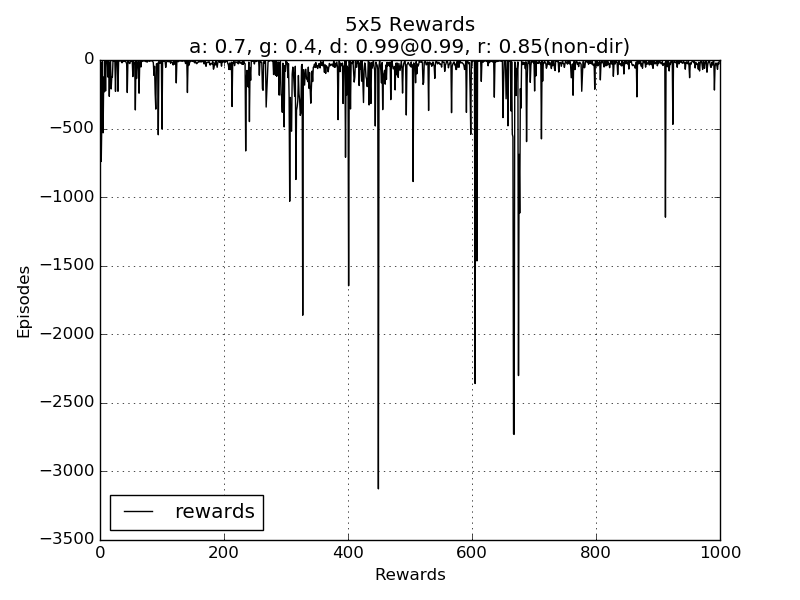 5x5 Rewards
a: 0.7, g: 0.4, d: 0.99@0.99, r: 0.85(non-dir)
0
−500
−1000
−1500
−2000
−2500
−3000
−3500
Episodes
rewards
0 200 400 600 800 1000
Rewards